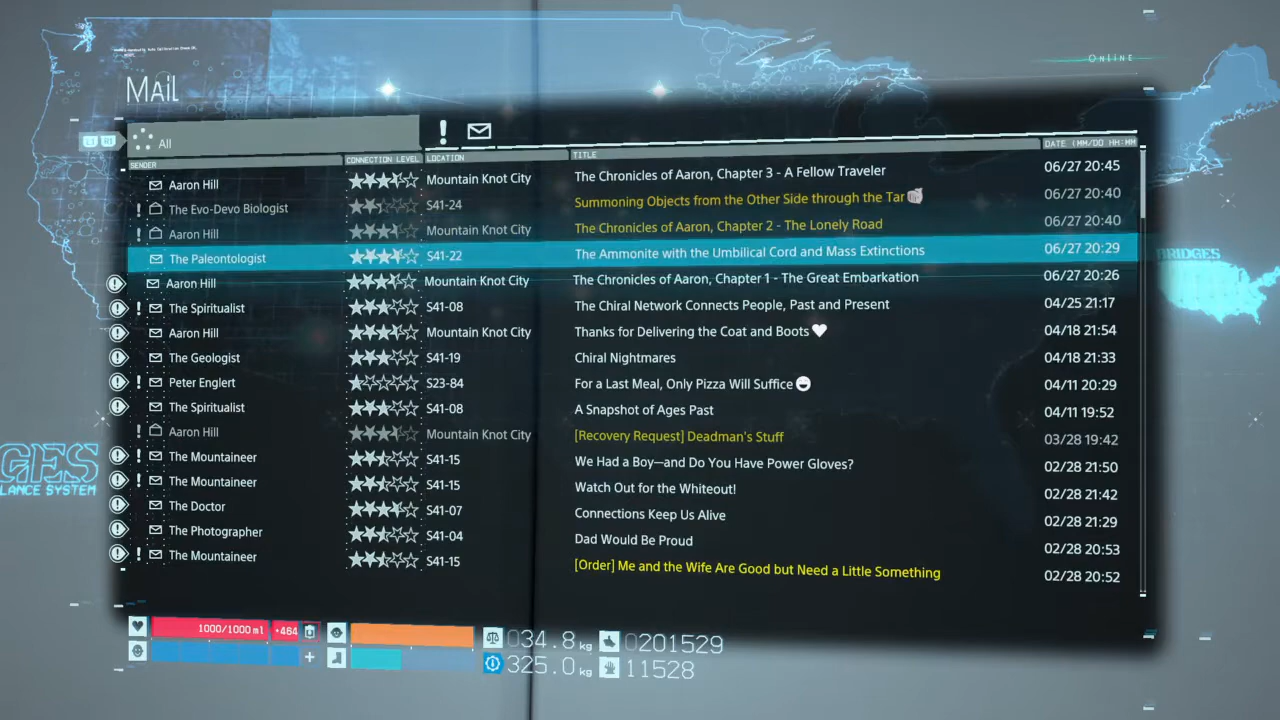 ONLINE
Mail
L1 R1 All
SENDER CONNECTION LEVEL LOCATION TITLE DATE (MM/DD HH:MM
Aaron Hill Mountain Knot City The Chronicles of Aaron, Chapter 3 - A Fellow Traveler 06/27 20:45
! The Evo-Devo Biologist S41-24 Summoning Objects from the Other Side through the Tar 06/27 20:40
! Aaron Hill Mountain Knot City The Chronicles of Aaron, Chapter 2 - The Lonely Road 06/27 20:40
The Paleontologist S41-22 The Ammonite with the Umbilical Cord and Mass Extinctions 06/27 20:29
Aaron Hill Mountain Knot City The Chronicles of Aaron, Chapter 1 - The Great Embarkation 06/27 20:26
! The Spiritualist S41-08 The Chiral Network Connects People, Past and Present 04/25 21:17
Aaron Hill Mountain Knot City Thanks for Delivering the Coat and Boots 04/18 21:54
The Geologist S41-19 Chiral Nightmares 04/18 21:33
! Peter Englert S23-84 For a Last Meal, Only Pizza Will Suffice 04/11 20:29
The Spiritualist S41-08 A Snapshot of Ages Past 04/11 19:52
Aaron Hill Mountain Knot City [Recovery Request] Deadman's Stuff 03/28 19:42
! The Mountaineer S41-15 We Had a Boy—and Do You Have Power Gloves? 02/28 21:50
! The Mountaineer S41-15 Watch Out for the Whiteout! 02/28 21:42
The Doctor S41-07 Connections Keep Us Alive 02/28 21:29
The Photographer S41-04 Dad Would Be Proud 02/28 20:53
! The Mountaineer S41-15 [Order] Me and the Wife Are Good but Need a Little Something 02/28 20:52
BRIDGES
GES
LANCE SYSTEM
1000/1000 ml +484 034.8 kg 0201529
+ 325.0 kg 11528